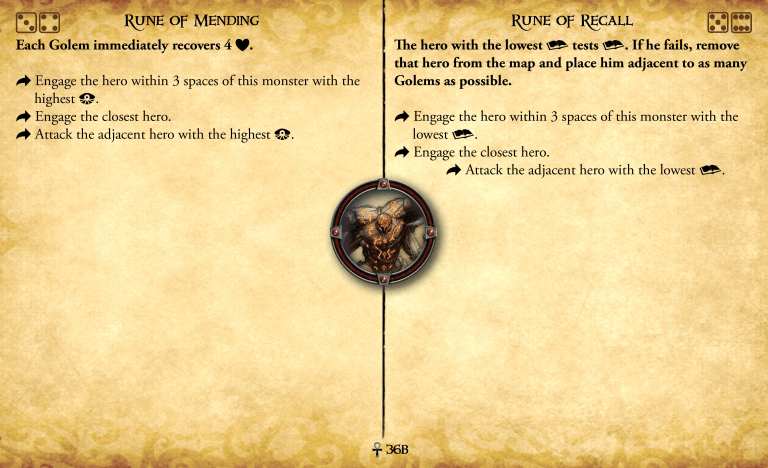 Rune of Mending
Each Golem immediately recovers 4 ♥.
Engage the hero within 3 spaces of this monster with the
highest .
Engage the closest hero.
Attack the adjacent hero with the highest .
Rune of Recall
The hero with the lowest tests . If he fails, remove
that hero from the map and place him adjacent to as many
Golems as possible.
Engage the hero within 3 spaces of this monster with the
lowest .
Engage the closest hero.
Attack the adjacent hero with the lowest .
36B